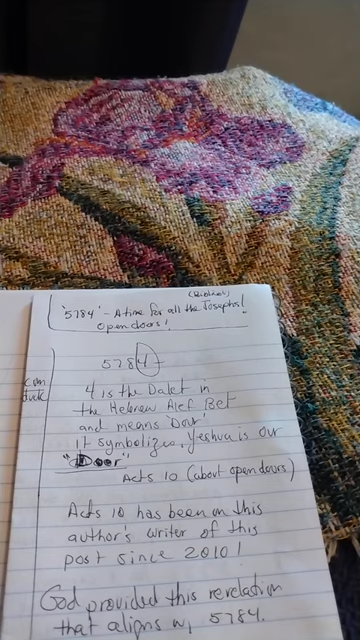 '5784' - A time for all the Josephs!
Open doors!
5784
4 is the Dalet in
the Hebrew Alef Bet
and means Door.
It symbolizes, Yeshua is our
"Door"
Acts 10 (about open doors)
Acts 10 has been on this
author's writer of this
post since 2010!
God provided this revelation
that aligns w, 5784.